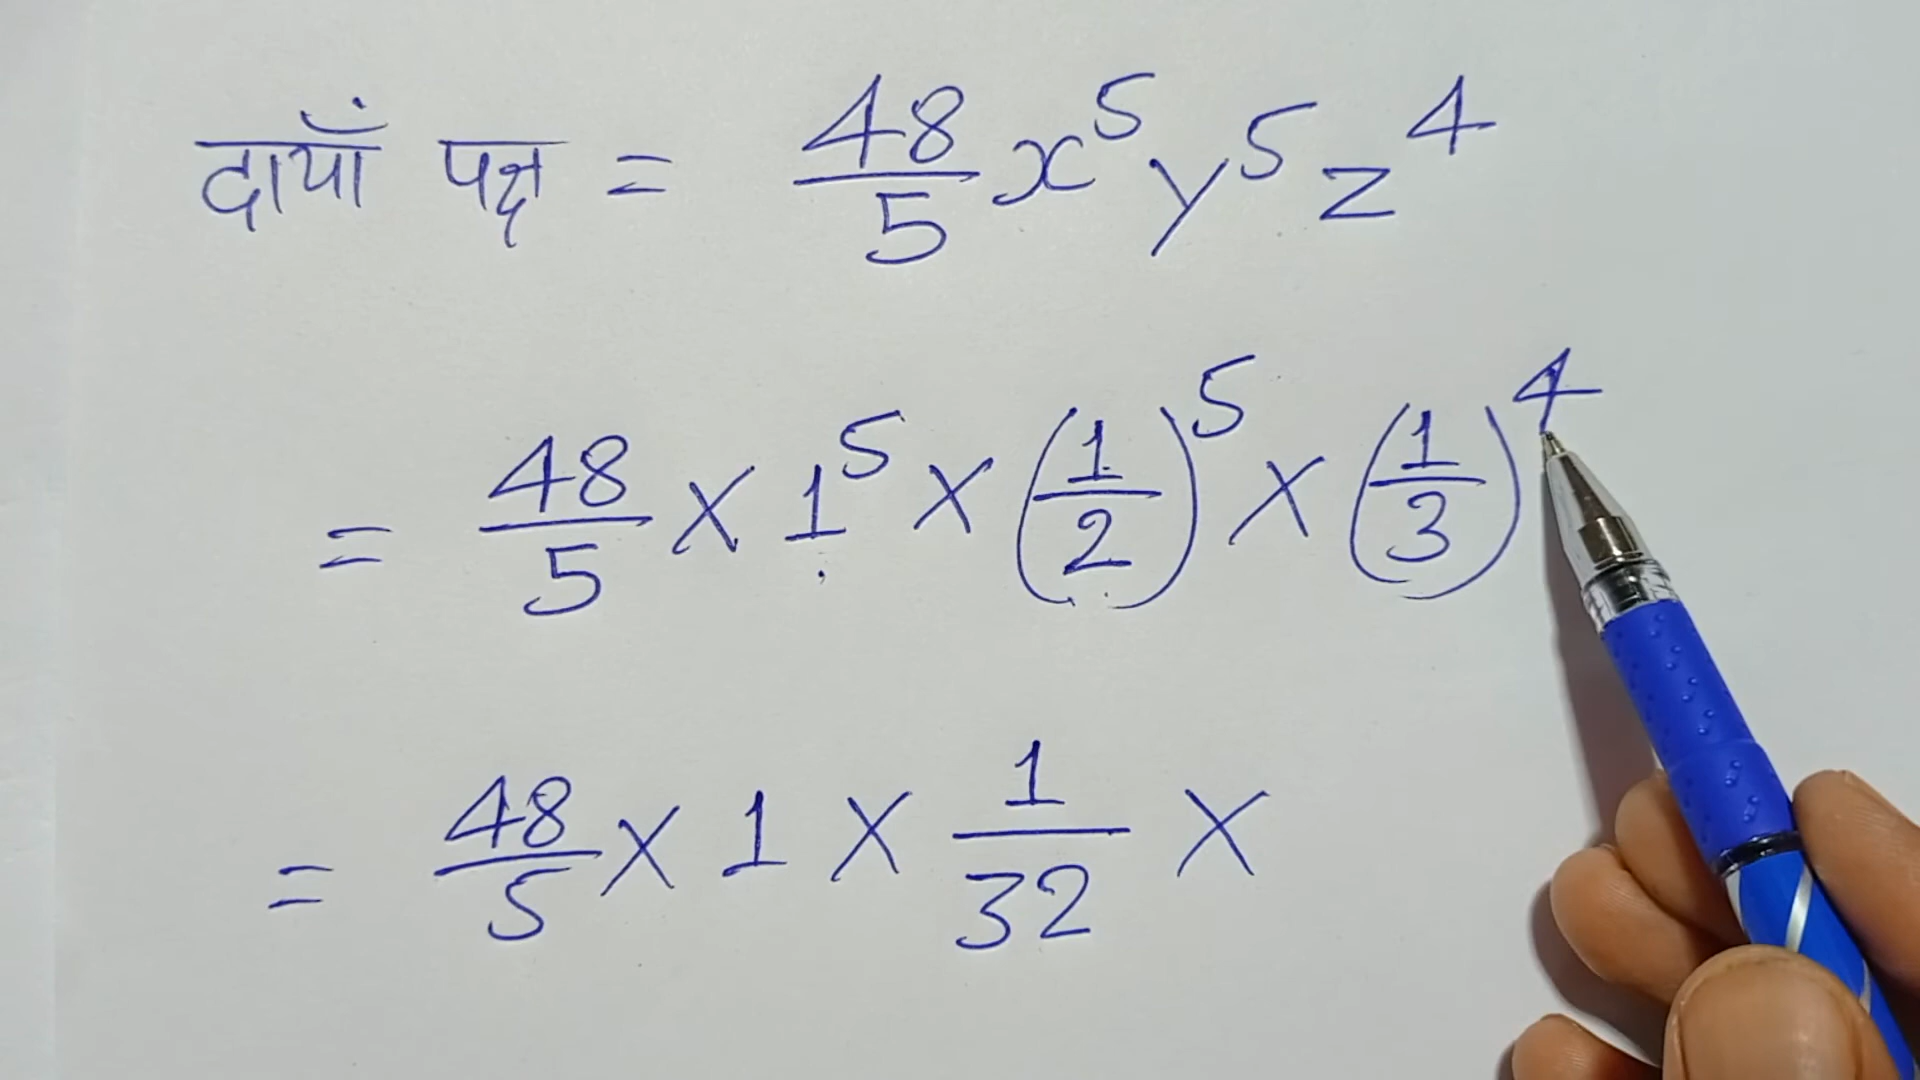 दायाँ पक्ष = 48/5 x⁵y⁵z⁴
= 48/5 × 1⁵ × (1/2)⁵ × (1/3)⁴
= 48/5 × 1 × 1/32 ×